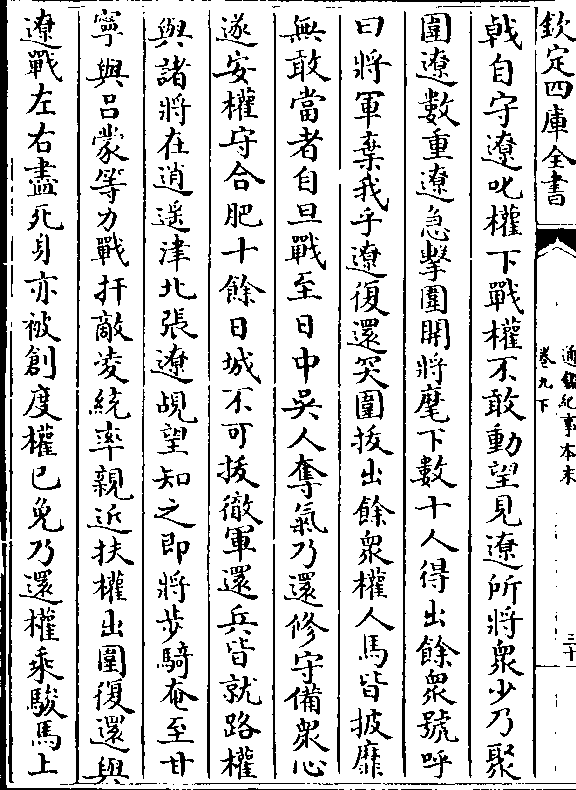 欽定四庫全書
通鑑紀事本末
卷九下
三十
戟自守遼叱權下戰權不敢動望見遼所將衆少乃聚
圍遼數重遼急擊圍開將麾下數十人得出餘衆號呼
曰將軍棄我乎遼復還突圍拔出餘衆權人馬皆披靡
無敢當者自旦戰至日中吳人奪氣乃還修守備衆心
遂安權守合肥十餘日城不可拔徹軍還兵皆就路權
與諸將在逍遙津北張遼覘望知之即將步騎奄至甘
寧與吕蒙等力戰扞敵凌統率親近扶權出圍復還與
遼戰左右盡死身亦被創度權已免乃還權乘駿馬上